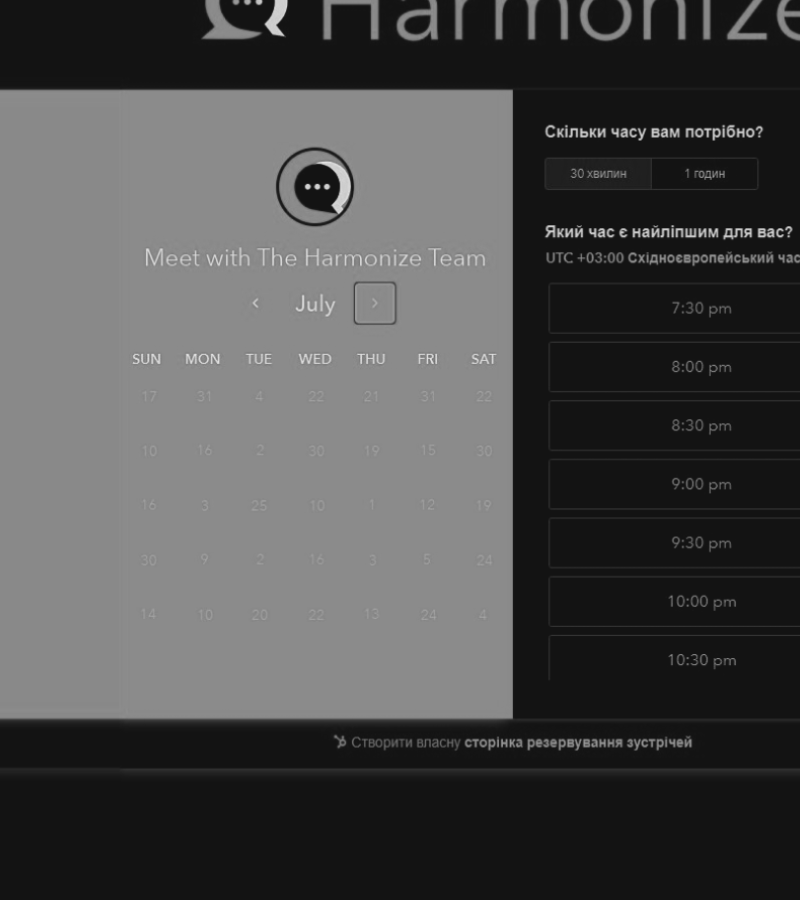 Harmonize
Meet with The Harmonize Team
July
SUN MON TUE WED THU FRI SAT
17 31 4 22 21 31 22
10 16 2 30 19 15 30
16 3 25 10 1 12 19
30 9 2 16 3 5 24
14 10 20 22 13 24 4
Скільки часу вам потрібно?
30 хвилин 1 годин
Який час є найліпшим для вас?
UTC +03:00 Східноєвропейський час
7:30 pm
8:00 pm
8:30 pm
9:00 pm
9:30 pm
10:00 pm
10:30 pm
Створити власну сторінка резервування зустрічей